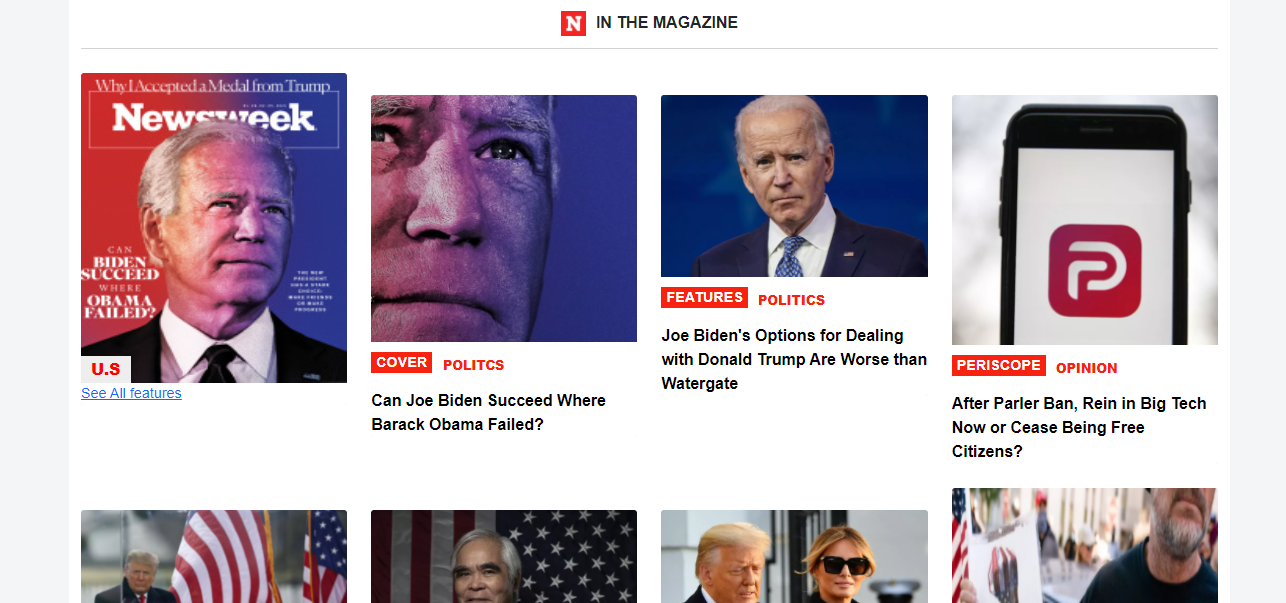 N IN THE MAGAZINE
Why I Accepted a Medal from Trump
Newsweek
CAN
BIDEN
SUCCEED
WHERE
OBAMA
FAILED?
THE NEW
PRESIDENT
HAS A STARK
CHOICE:
MAKE FRIENDS
OR MAKE
PROGRESS
U.S
See All features
COVER POLITCS
Can Joe Biden Succeed Where
Barack Obama Failed?
FEATURES POLITICS
Joe Biden's Options for Dealing
with Donald Trump Are Worse than
Watergate
PERISCOPE OPINION
After Parler Ban, Rein in Big Tech
Now or Cease Being Free
Citizens?